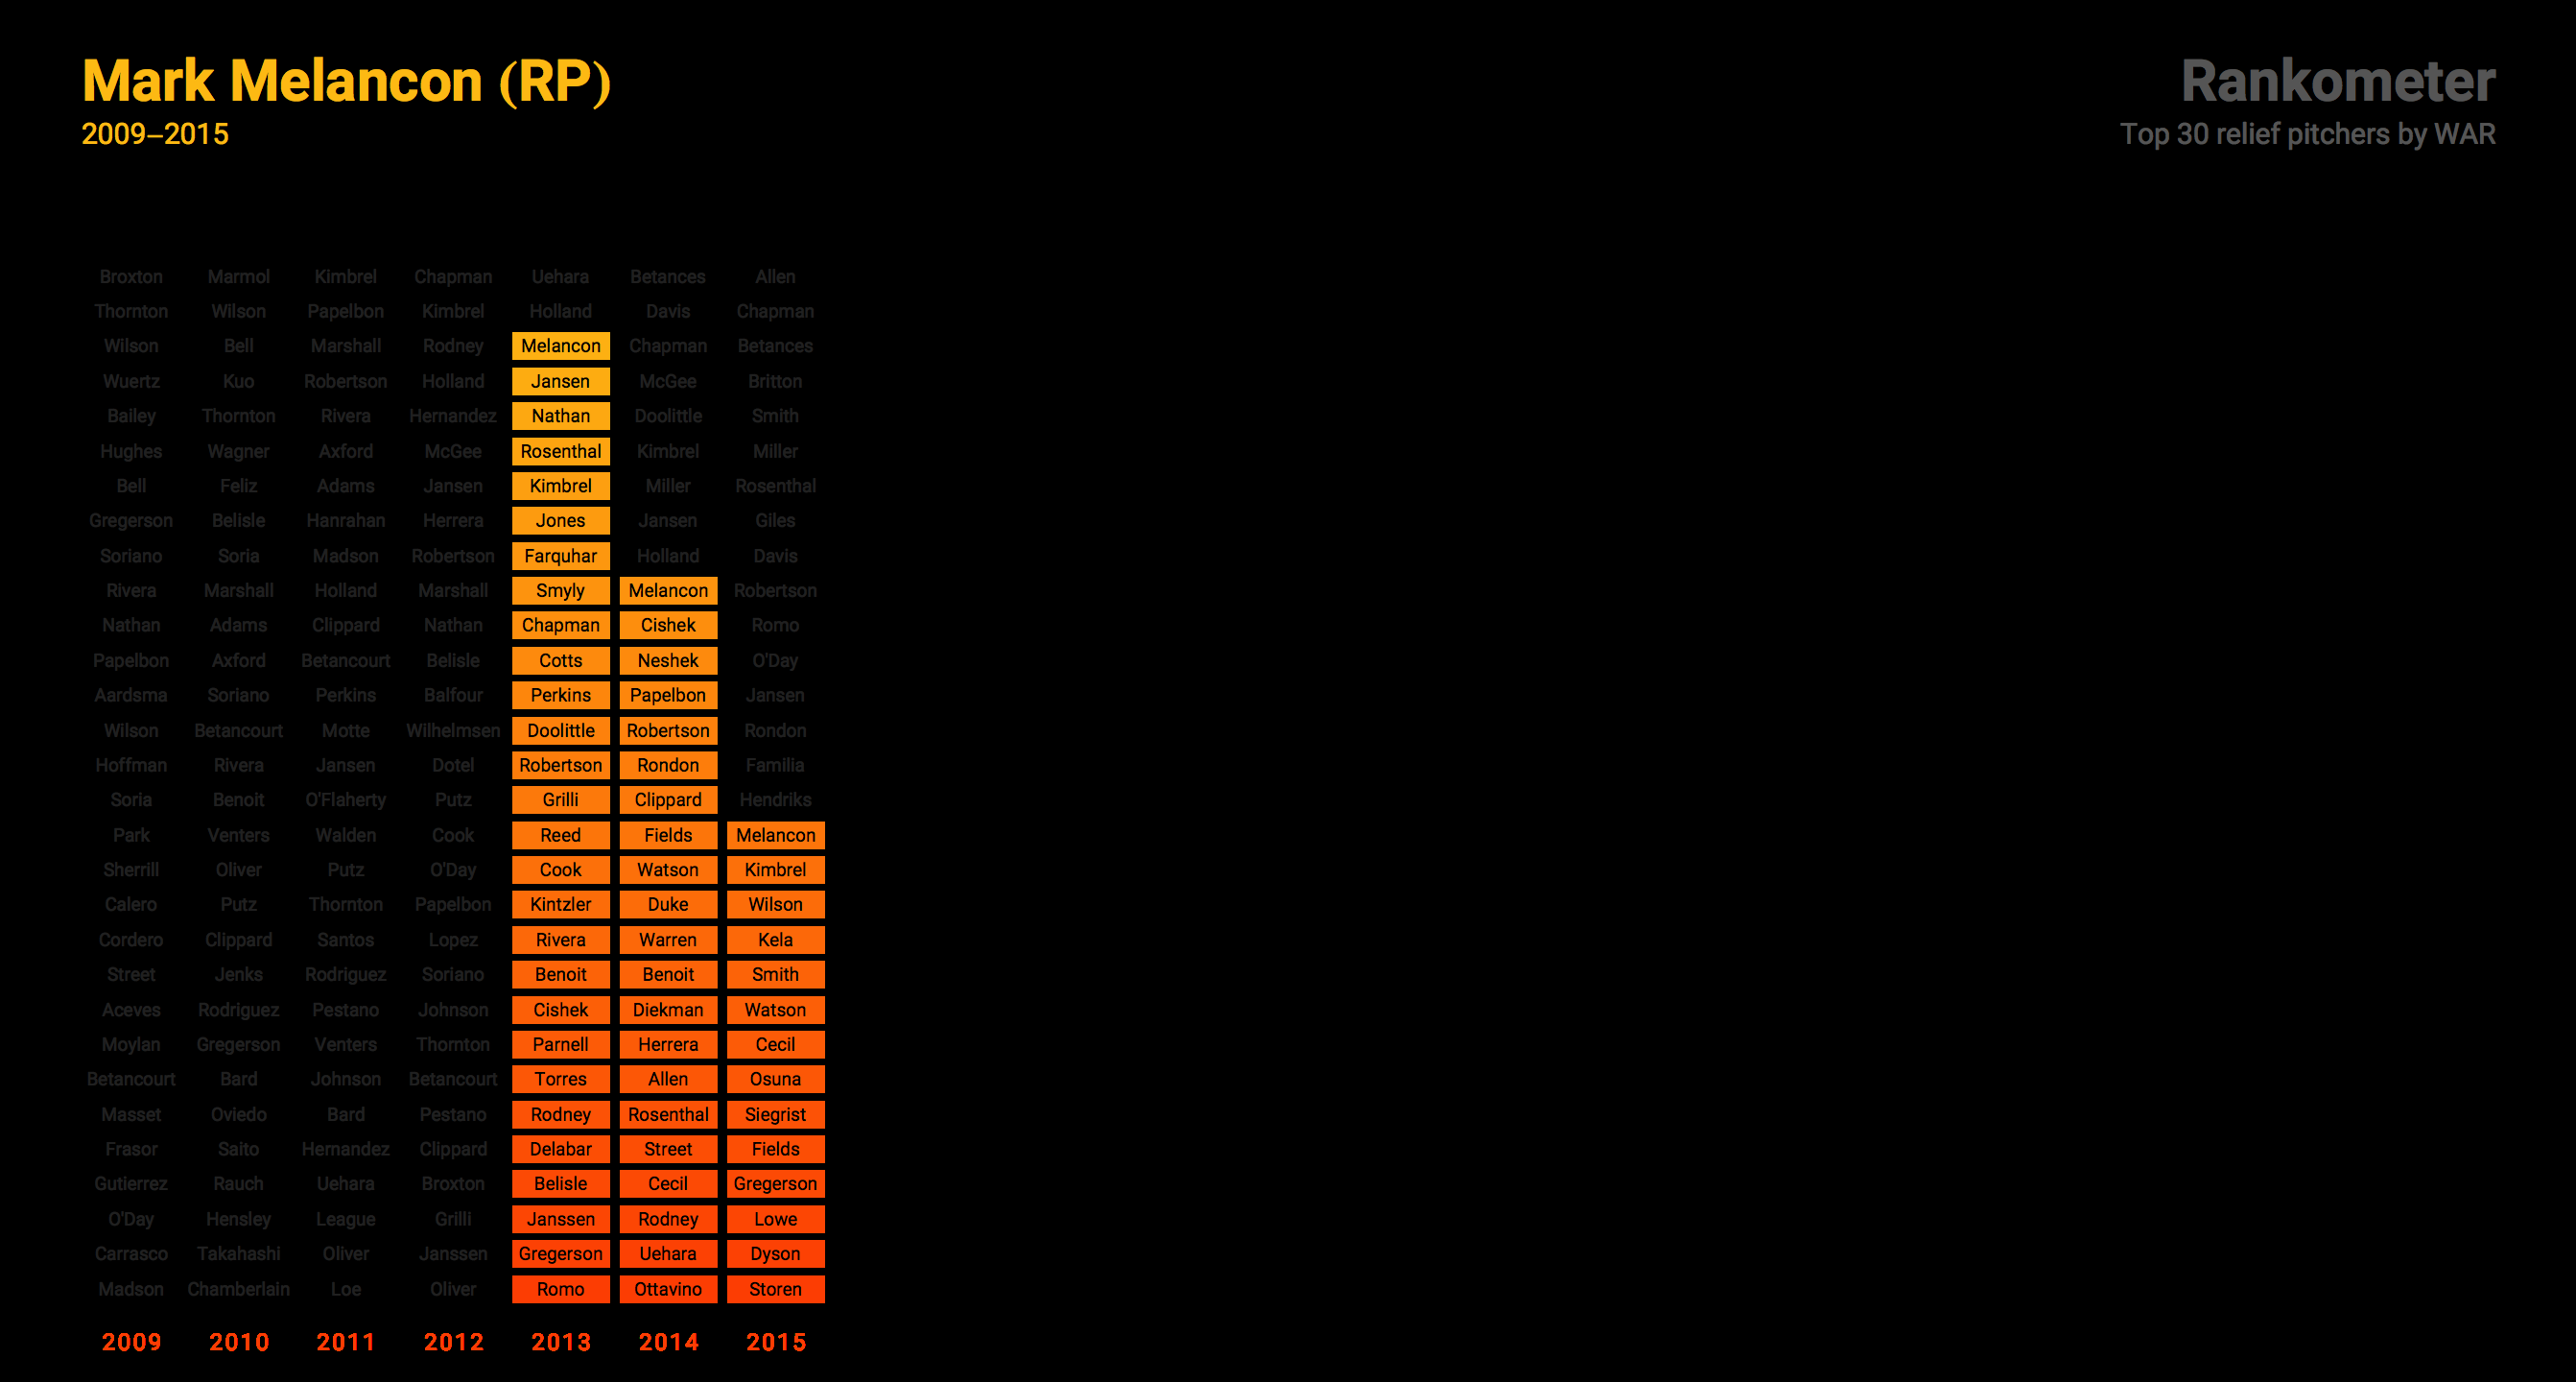 Mark Melancon (RP)
2009–2015
Rankometer
Top 30 relief pitchers by WAR
Broxton Marmol Kimbrel Chapman Uehara Betances Allen
Thornton Wilson Papelbon Kimbrel Holland Davis Chapman
Wilson Bell Marshall Rodney Melancon Chapman Betances
Wuertz Kuo Robertson Holland Jansen McGee Britton
Bailey Thornton Rivera Hernandez Nathan Doolittle Smith
Hughes Wagner Axford McGee Rosenthal Kimbrel Miller
Bell Feliz Adams Jansen Kimbrel Miller Rosenthal
Gregerson Belisle Hanrahan Herrera Jones Jansen Giles
Soriano Soria Madson Robertson Farquhar Holland Davis
Rivera Marshall Holland Marshall Smyly Melancon Robertson
Nathan Adams Clippard Nathan Chapman Cishek Romo
Papelbon Axford Betancourt Belisle Cotts Neshek O'Day
Aardsma Soriano Perkins Balfour Perkins Papelbon Jansen
Wilson Betancourt Motte Wilhelmsen Doolittle Robertson Rondon
Hoffman Rivera Jansen Dotel Robertson Rondon Familia
Soria Benoit O'Flaherty Putz Grilli Clippard Hendriks
Park Venters Walden Cook Reed Fields Melancon
Sherrill Oliver Putz O'Day Cook Watson Kimbrel
Calero Putz Thornton Papelbon Kintzler Duke Wilson
Cordero Clippard Santos Lopez Rivera Warren Kela
Street Jenks Rodriguez Soriano Benoit Benoit Smith
Aceves Rodriguez Pestano Johnson Cishek Diekman Watson
Moylan Gregerson Venters Thornton Parnell Herrera Cecil
Betancourt Bard Johnson Betancourt Torres Allen Osuna
Masset Oviedo Bard Pestano Rodney Rosenthal Siegrist
Frasor Saito Hernandez Clippard Delabar Street Fields
Gutierrez Rauch Uehara Broxton Belisle Cecil Gregerson
O'Day Hensley League Grilli Janssen Rodney Lowe
Carrasco Takahashi Oliver Janssen Gregerson Uehara Dyson
Madson Chamberlain Loe Oliver Romo Ottavino Storen
2009 2010 2011 2012 2013 2014 2015